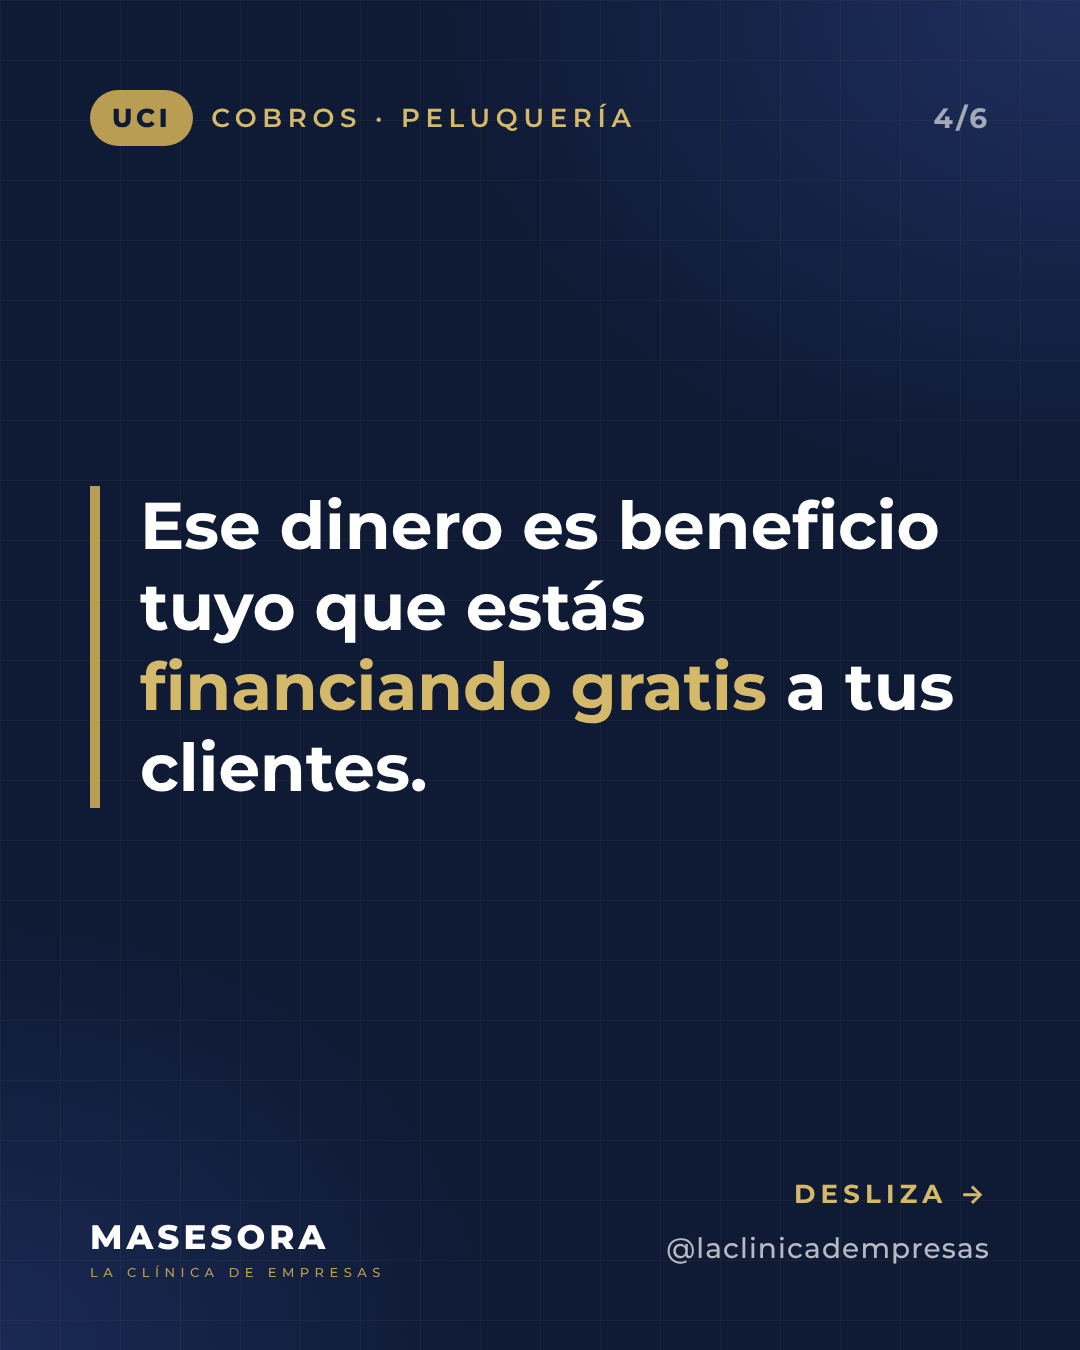 UCI COBROS · PELUQUERÍA 4/6
Ese dinero es beneficio
tuyo que estás
financiando gratis a tus
clientes.
DESLIZA →
MASESORA
LA CLÍNICA DE EMPRESAS
@laclinicadempresas